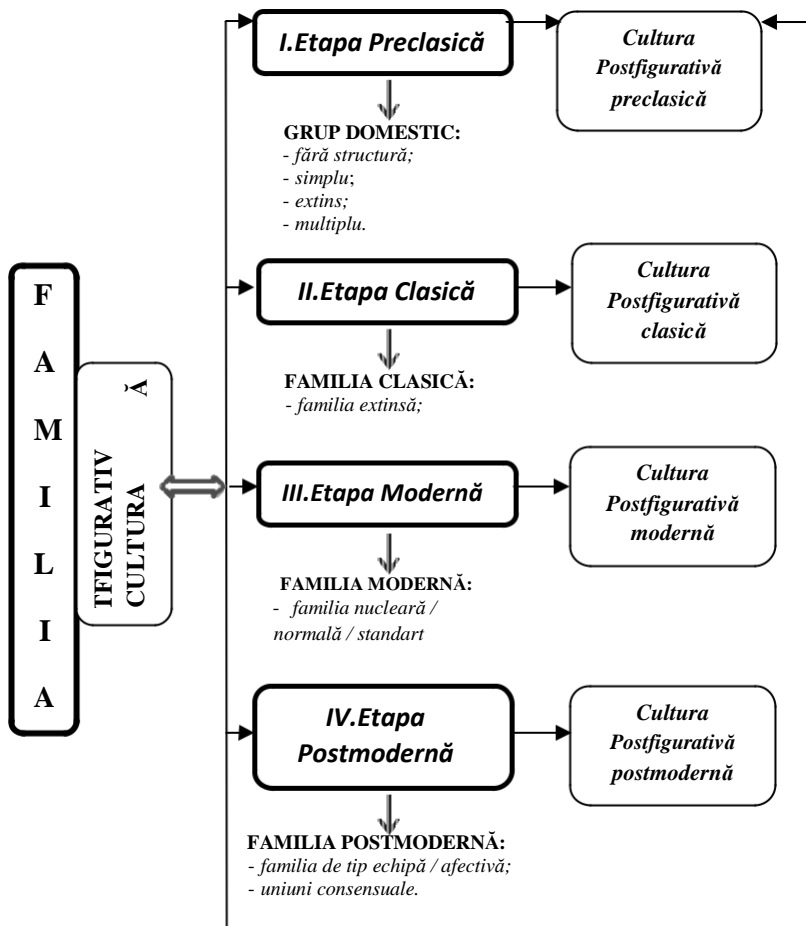 F
A
M
I
L
I
A
CULTURA
TFIGURATIV
Ă
I.Etapa Preclasică
Cultura
Postfigurativă
preclasică
GRUP DOMESTIC:
- fără structură;
- simplu;
- extins;
- multiplu.
II.Etapa Clasică
Cultura
Postfigurativă
clasică
FAMILIA CLASICĂ:
- familia extinsă;
III.Etapa Modernă
Cultura
Postfigurativă
modernă
FAMILIA MODERNĂ:
- familia nucleară /
normală / standart
IV.Etapa
Postmodernă
Cultura
Postfigurativă
postmodernă
FAMILIA POSTMODERNĂ:
- familia de tip echipă / afectivă;
- uniuni consensuale.